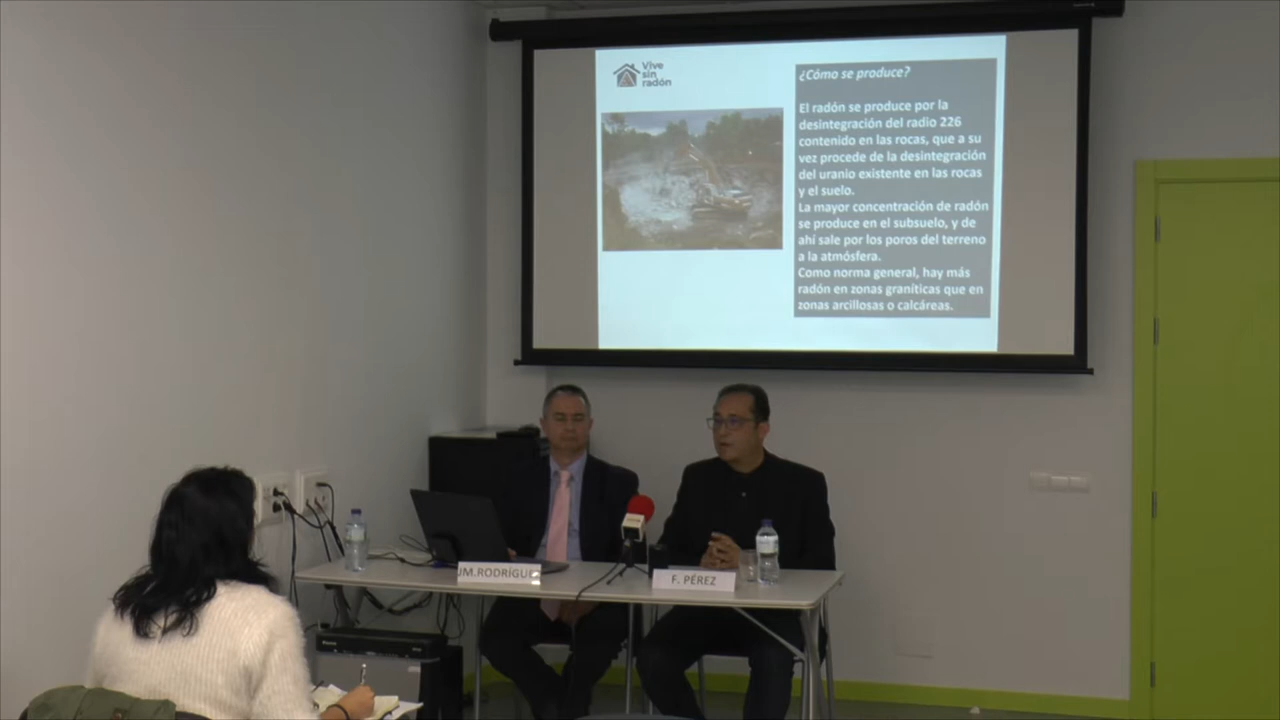 Vive
sin
radón
¿Cómo se produce?
El radón se produce por la
desintegración del radio 226
contenido en las rocas, que a su
vez procede de la desintegración
del uranio existente en las rocas
y el suelo.
La mayor concentración de radón
se produce en el subsuelo, y de
ahí sale por los poros del terreno
a la atmósfera.
Como norma general, hay más
radón en zonas graníticas que en
zonas arcillosas o calcáreas.
JM.RODRÍGUE
F. PÉREZ